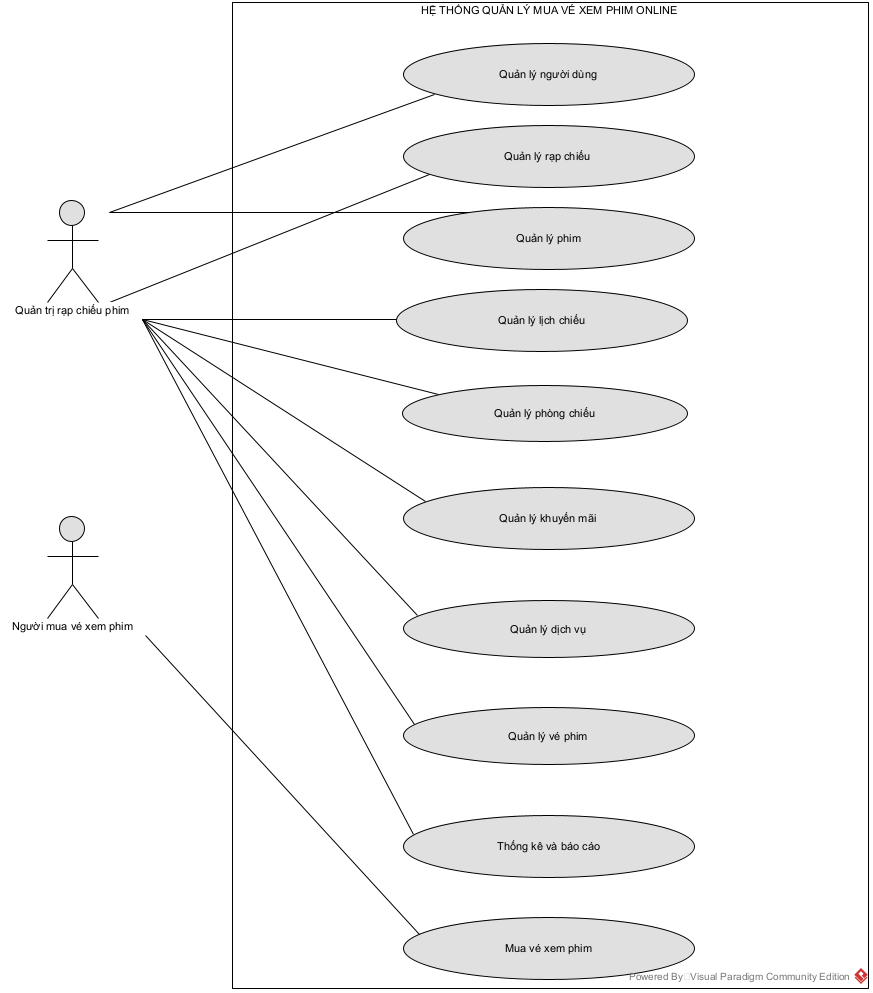 HỆ THỐNG QUẢN LÝ MUA VÉ XEM PHIM ONLINE
Quản lý người dùng
Quản lý rạp chiếu
Quản lý phim
Quản trị rạp chiếu phim
Quản lý lịch chiếu
Quản lý phòng chiếu
Quản lý khuyến mãi
Người mua vé xem phim
Quản lý dịch vụ
Quản lý vé phim
Thống kê và báo cáo
Mua vé xem phim
Powered By Visual Paradigm Community Edition